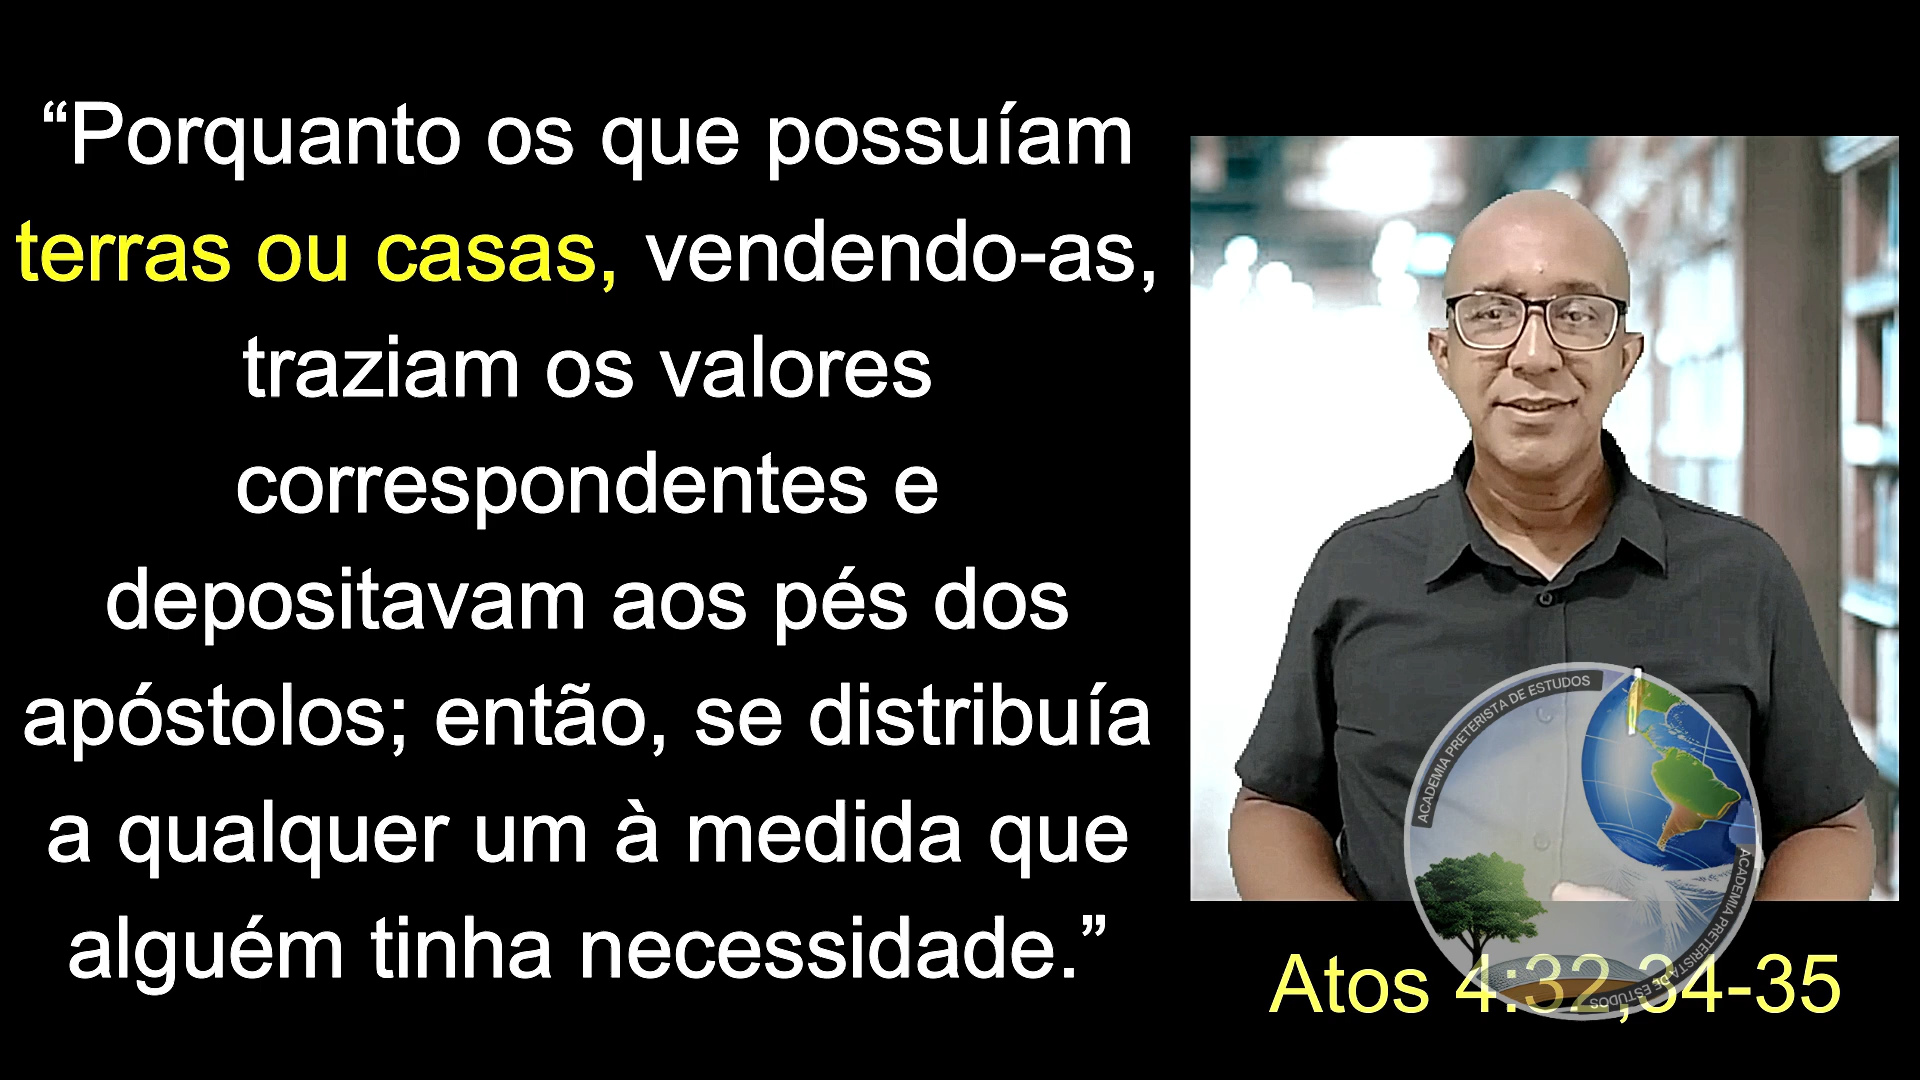 “Porquanto os que possuíam
terras ou casas, vendendo-as,
traziam os valores
correspondentes e
depositavam aos pés dos
apóstolos; então, se distribuía
a qualquer um à medida que
alguém tinha necessidade.”
ACADEMIA PRETERISTA DE ESTUDOS
ACADEMIA PRETERISTA DE ESTUDOS
Atos 4:32,34-35